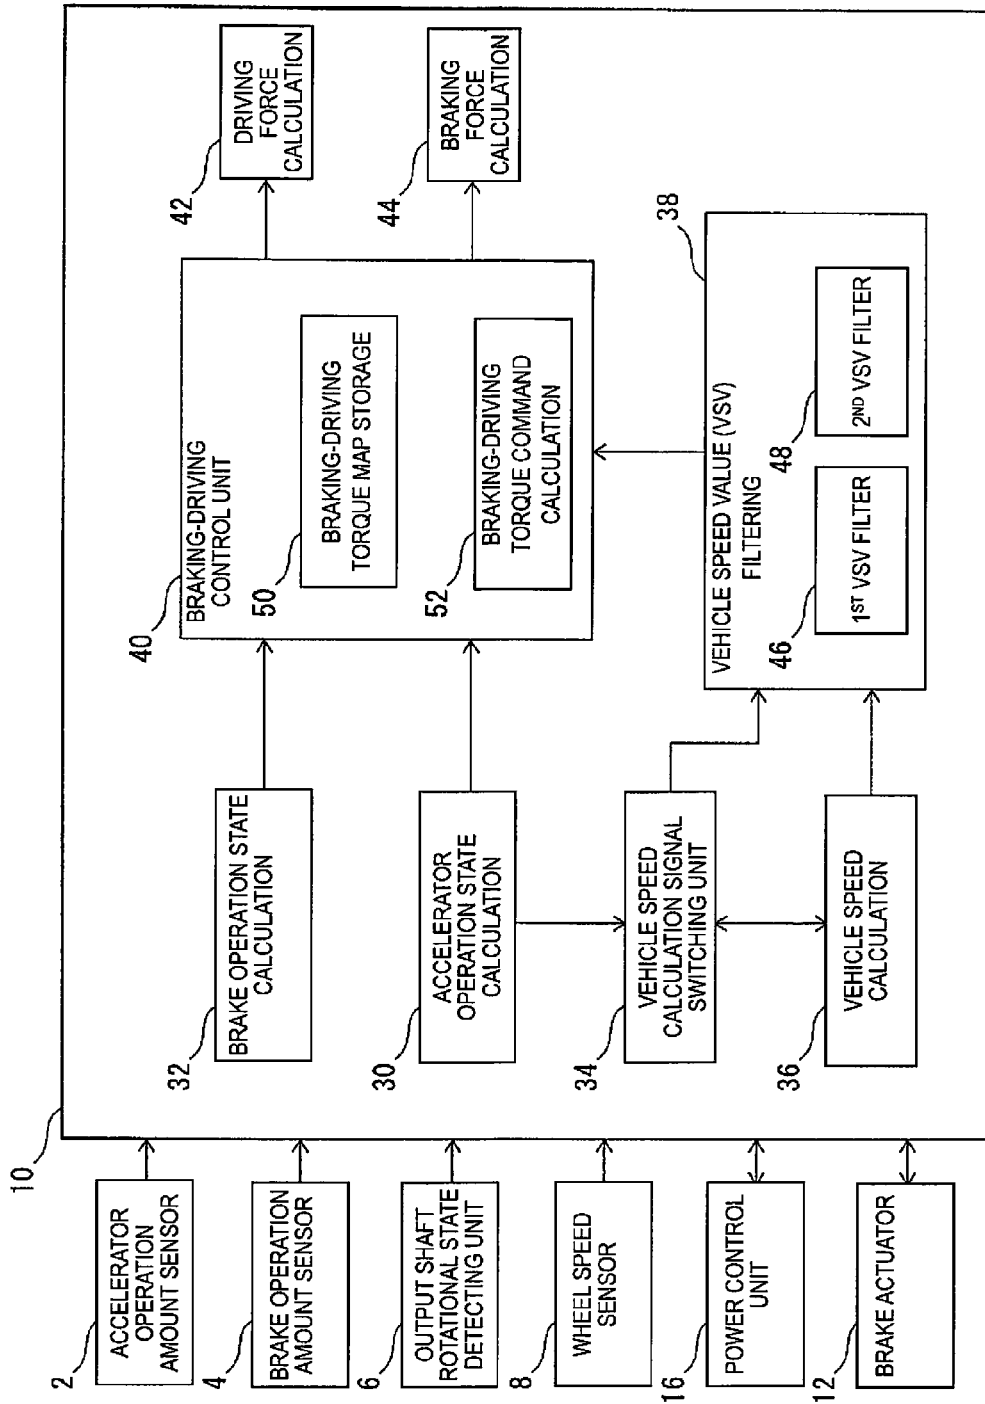 10
2
ACCELERATOR
OPERATION
AMOUNT SENSOR
4
BRAKE OPERATION
AMOUNT SENSOR
6
OUTPUT SHAFT
ROTATIONAL STATE
DETECTING UNIT
8
WHEEL SPEED
SENSOR
16
POWER CONTROL
UNIT
12
BRAKE ACTUATOR
32
BRAKE OPERATION STATE
CALCULATION
30
ACCELERATOR
OPERATION STATE
CALCULATION
34
VEHICLE SPEED
CALCULATION SIGNAL
SWITCHING UNIT
36
VEHICLE SPEED
CALCULATION
40
BRAKING-DRIVING
CONTROL UNIT
50
BRAKING-DRIVING
TORQUE MAP STORAGE
52
BRAKING-DRIVING
TORQUE COMMAND
CALCULATION
38
VEHICLE SPEED VALUE (VSV)
FILTERING
46
1ST VSV FILTER
48
2ND VSV FILTER
42
DRIVING
FORCE
CALCULATION
44
BRAKING
FORCE
CALCULATION